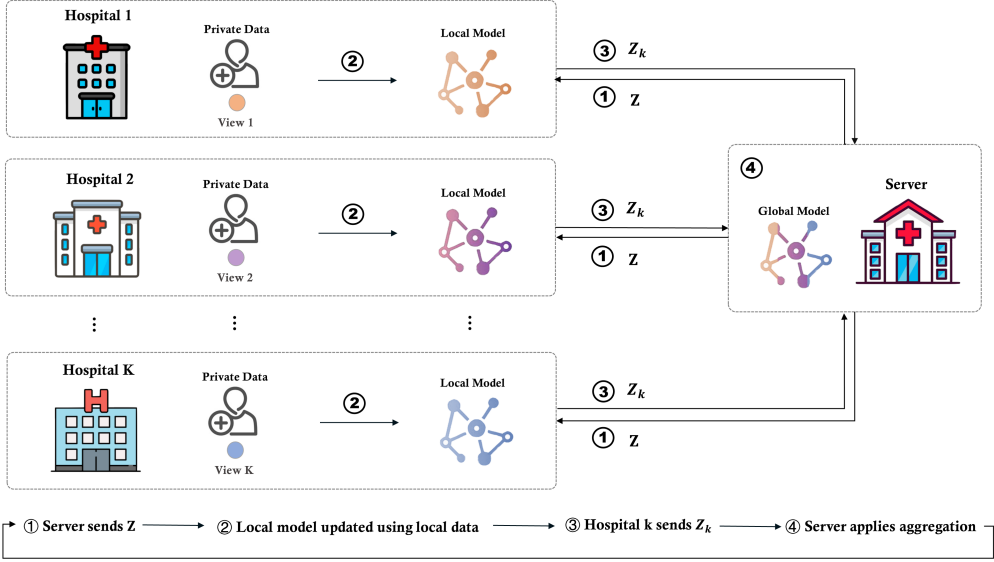 Hospital 1
Private Data
View 1
②
Local Model
③ Z_k
① Z
Hospital 2
Private Data
View 2
②
Local Model
③ Z_k
① Z
④
Server
Global Model
⋮ ⋮ ⋮
Hospital K
H
Private Data
View K
②
Local Model
③ Z_k
① Z
① Server sends Z ② Local model updated using local data ③ Hospital k sends Z_k ④ Server applies aggregation